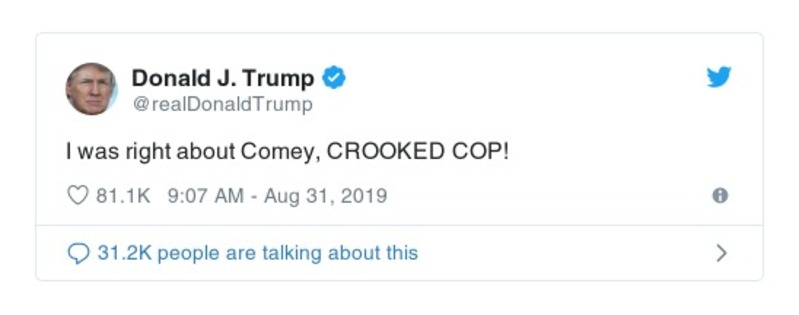 Donald J. Trump
@realDonaldTrump
I was right about Comey, CROOKED COP!
81.1K 9:07 AM - Aug 31, 2019
31.2K people are talking about this